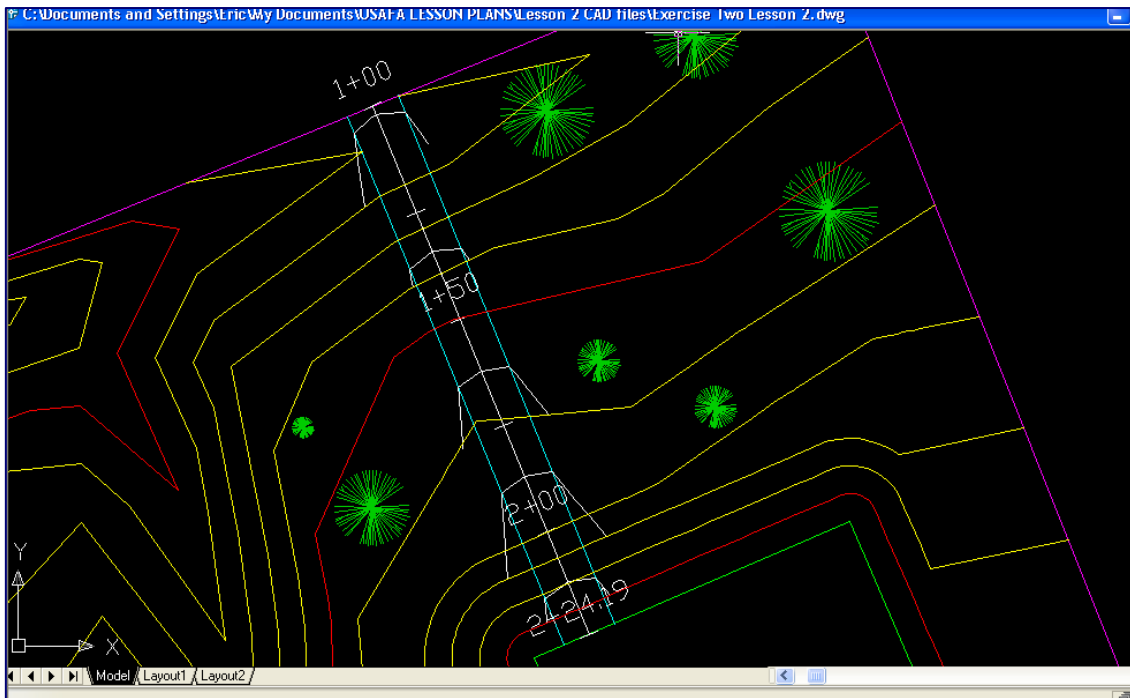 C:\Documents and Settings\Eric\My Documents\USAFA LESSON PLANS\Lesson 2 CAD files\Exercise Two Lesson 2.dwg
1+00
1+50
2+00
2+24.19
Y
X
Model Layout1 Layout2